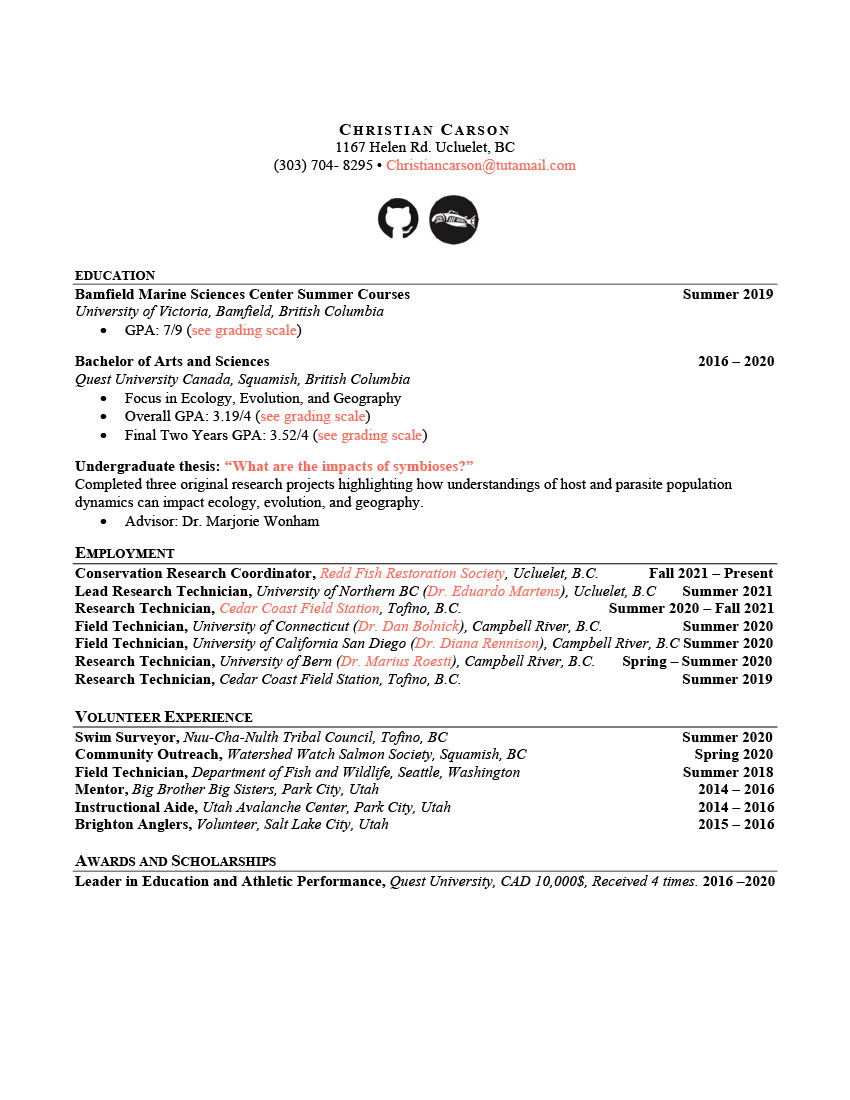 CHRISTIAN CARSON
1167 Helen Rd. Ucluelet, BC
(303) 704- 8295 • Christiancarson@tutamail.com
EDUCATION
Bamfield Marine Sciences Center Summer Courses Summer 2019
University of Victoria, Bamfield, British Columbia
• GPA: 7/9 (see grading scale)
Bachelor of Arts and Sciences 2016 – 2020
Quest University Canada, Squamish, British Columbia
• Focus in Ecology, Evolution, and Geography
• Overall GPA: 3.19/4 (see grading scale)
• Final Two Years GPA: 3.52/4 (see grading scale)
Undergraduate thesis: “What are the impacts of symbioses?”
Completed three original research projects highlighting how understandings of host and parasite population
dynamics can impact ecology, evolution, and geography.
• Advisor: Dr. Marjorie Wonham
EMPLOYMENT
Conservation Research Coordinator, Redd Fish Restoration Society, Ucluelet, B.C. Fall 2021 – Present
Lead Research Technician, University of Northern BC (Dr. Eduardo Martens), Ucluelet, B.C Summer 2021
Research Technician, Cedar Coast Field Station, Tofino, B.C. Summer 2020 – Fall 2021
Field Technician, University of Connecticut (Dr. Dan Bolnick), Campbell River, B.C. Summer 2020
Field Technician, University of California San Diego (Dr. Diana Rennison), Campbell River, B.C Summer 2020
Research Technician, University of Bern (Dr. Marius Roesti), Campbell River, B.C. Spring – Summer 2020
Research Technician, Cedar Coast Field Station, Tofino, B.C. Summer 2019
VOLUNTEER EXPERIENCE
Swim Surveyor, Nuu-Cha-Nulth Tribal Council, Tofino, BC Summer 2020
Community Outreach, Watershed Watch Salmon Society, Squamish, BC Spring 2020
Field Technician, Department of Fish and Wildlife, Seattle, Washington Summer 2018
Mentor, Big Brother Big Sisters, Park City, Utah 2014 – 2016
Instructional Aide, Utah Avalanche Center, Park City, Utah 2014 – 2016
Brighton Anglers, Volunteer, Salt Lake City, Utah 2015 – 2016
AWARDS AND SCHOLARSHIPS
Leader in Education and Athletic Performance, Quest University, CAD 10,000$, Received 4 times. 2016 –2020